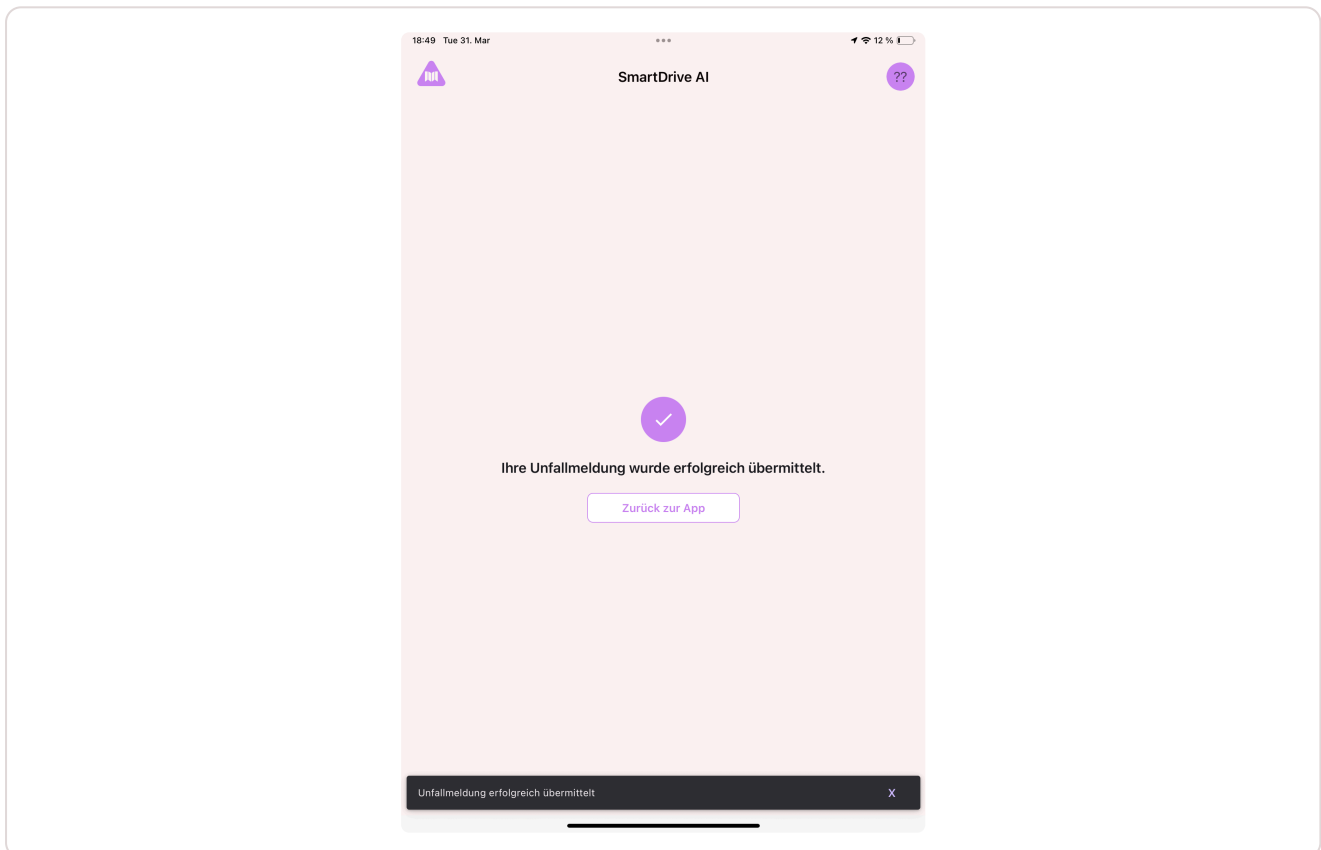 18:49 Tue 31. Mar
12 %
SmartDrive AI
??
Ihre Unfallmeldung wurde erfolgreich übermittelt.
Zurück zur App
Unfallmeldung erfolgreich übermittelt
X